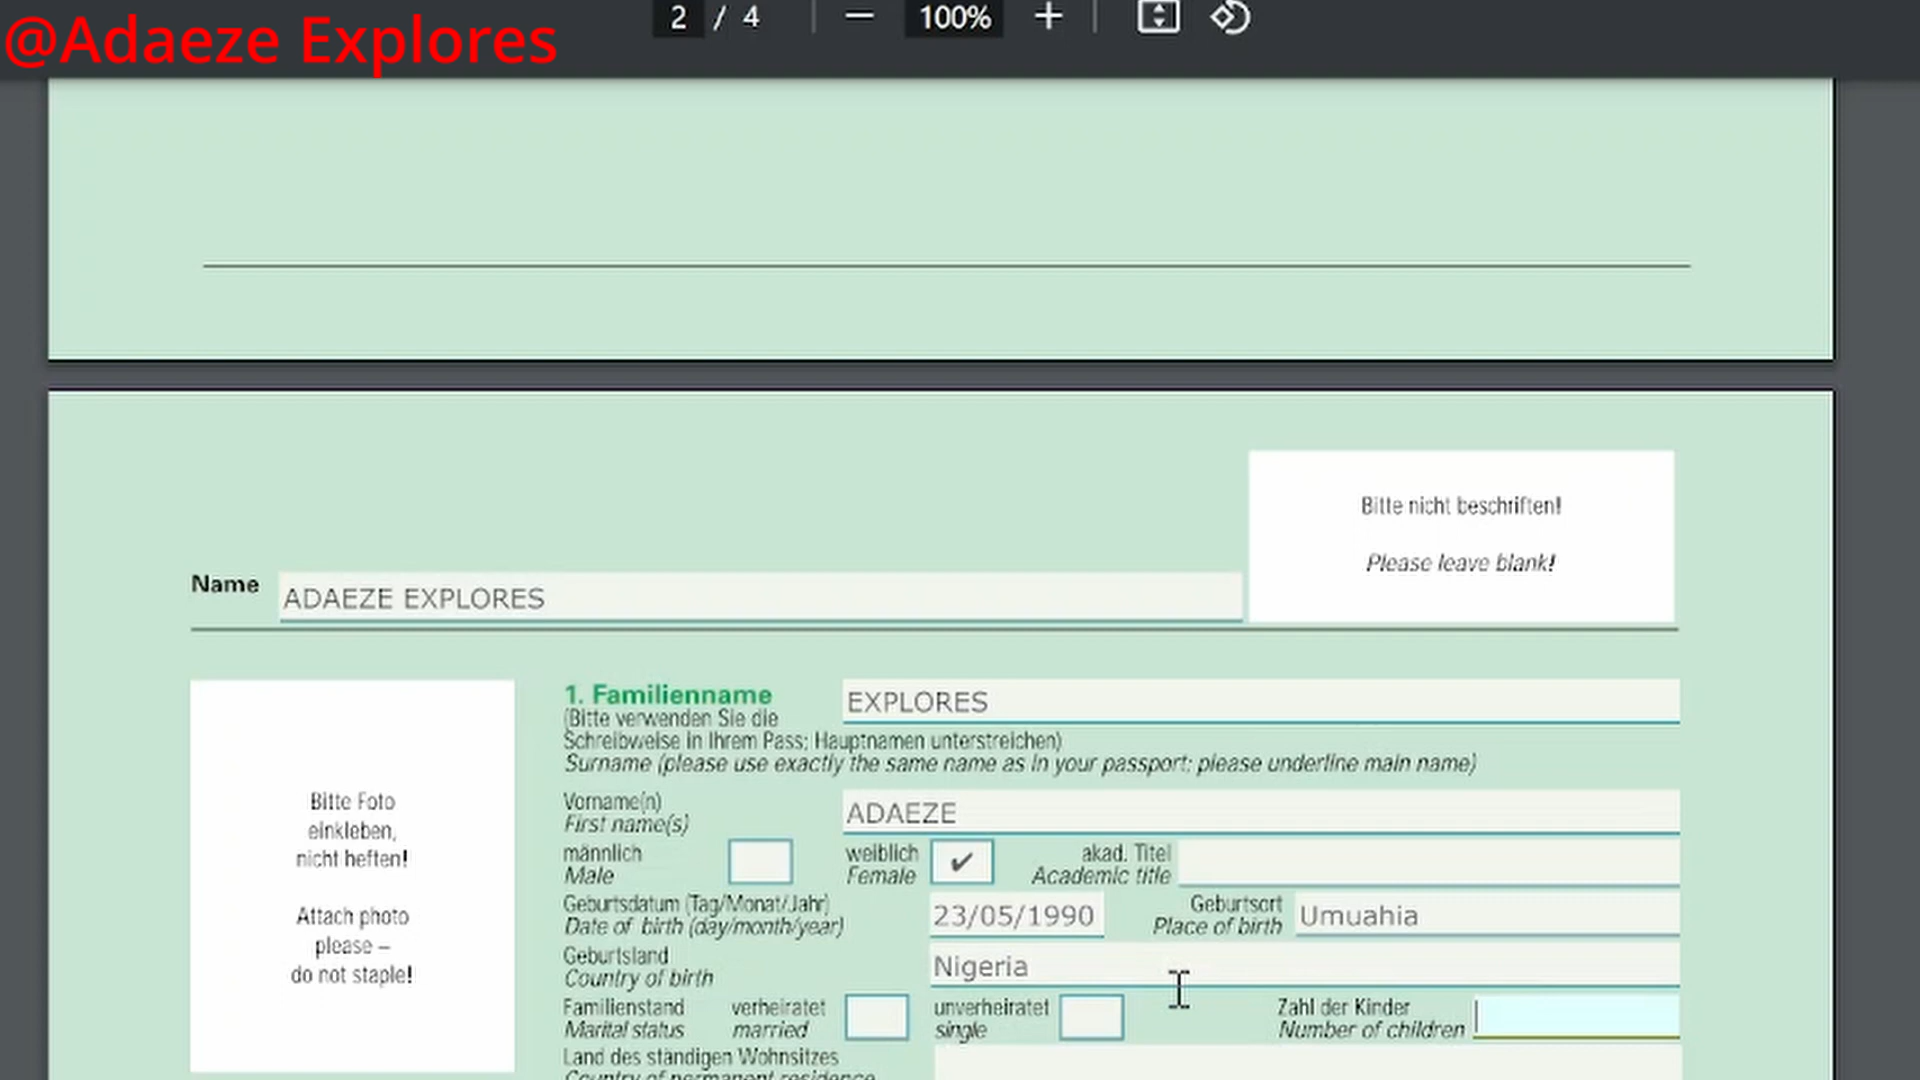 @Adaeze Explores
2 / 4
100%
Bitte nicht beschriften!
Please leave blank!
Name ADAEZE EXPLORES
1. Familienname EXPLORES
(Bitte verwenden Sie die
Schreibweise in Ihrem Pass; Hauptnamen unterstreichen)
Surname (please use exactly the same name as in your passport; please underline main name)
Bitte Foto
einkleben,
nicht heften!
Attach photo
please –
do not staple!
Vorname(n) ADAEZE
First name(s)
männlich weiblich ✔ akad. Titel
Male Female Academic title
Geburtsdatum (Tag/Monat/Jahr) 23/05/1990 Geburtsort Umuahia
Date of birth (day/month/year) Place of birth
Geburtsland Nigeria
Country of birth
Familienstand verheiratet unverheiratet Zahl der Kinder
Marital status married single Number of children
Land des ständigen Wohnsitzes
Country of permanent residence